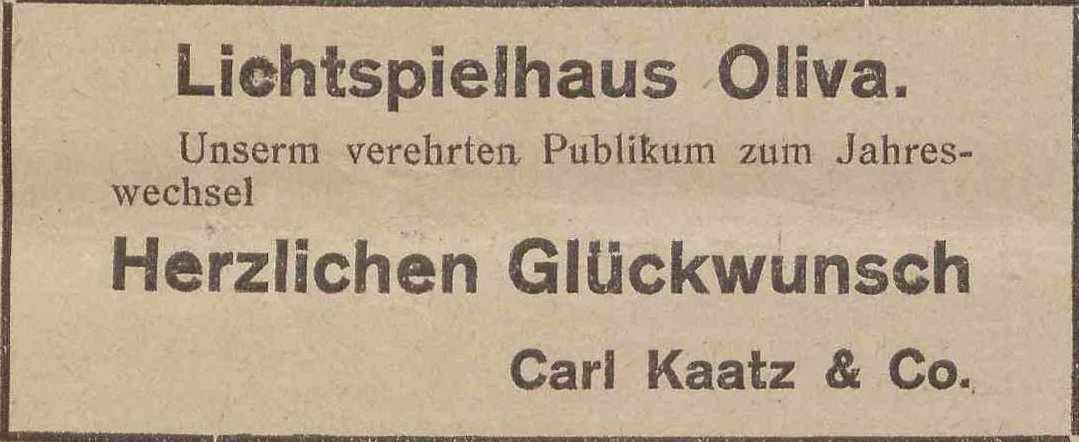 Lichtspielhaus Oliva.
Unserm verehrten Publikum zum Jahres-
wechsel
Herzlichen Glückwunsch
Carl Kaatz & Co.